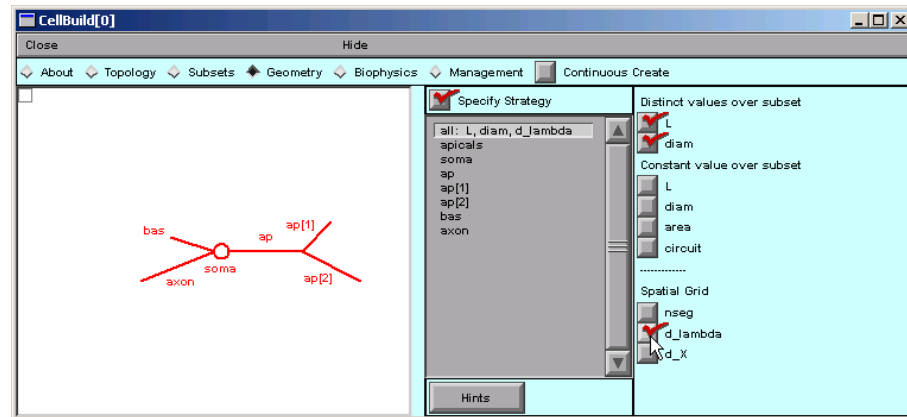 CellBuild[0]
Close Hide
About Topology Subsets Geometry Biophysics Management Continuous Create
Specify Strategy
all: L, diam, d_lambda
apicals
soma
ap
ap[1]
ap[2]
bas
axon
Hints
Distinct values over subset
L
diam
Constant value over subset
L
diam
area
circuit
-------------
Spatial Grid
nseg
d_lambda
d_X
bas
ap
ap[1]
soma
axon
ap[2]